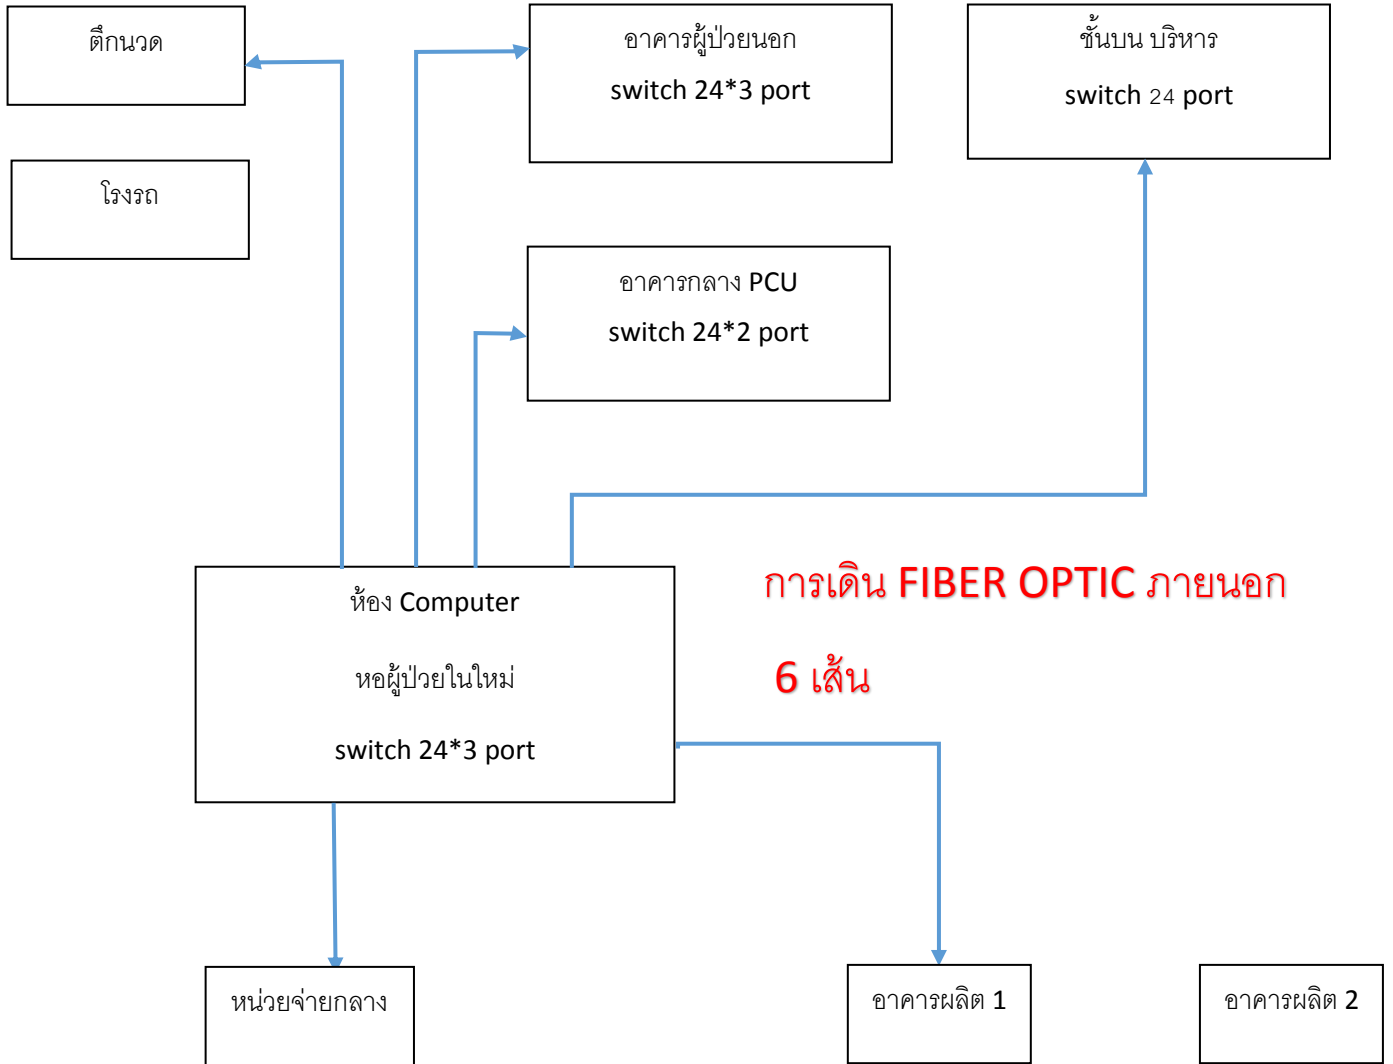 ตึกนวด
อาคารผู้ป่วยนอก
switch 24*3 port
ชั้นบน บริหาร
switch 24 port
โรงรถ
อาคารกลาง PCU
switch 24*2 port
ห้อง Computer
หอผู้ป่วยในใหม่
switch 24*3 port
การเดิน FIBER OPTIC ภายนอก
6 เส้น
หน่วยจ่ายกลาง
อาคารผลิต 1
อาคารผลิต 2